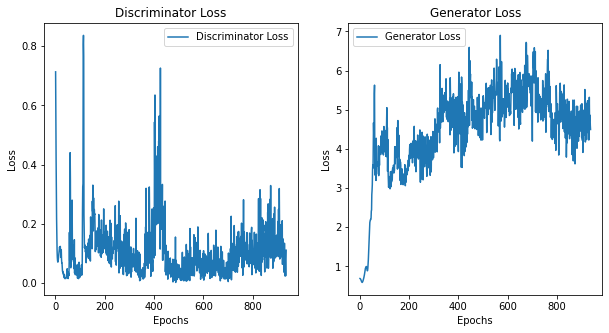 Discriminator Loss
Discriminator Loss
0.8
0.6
0.4
0.2
0.0
Loss
0 200 400 600 800
Epochs
Generator Loss
Generator Loss
7
6
5
4
3
2
1
Loss
0 200 400 600 800
Epochs